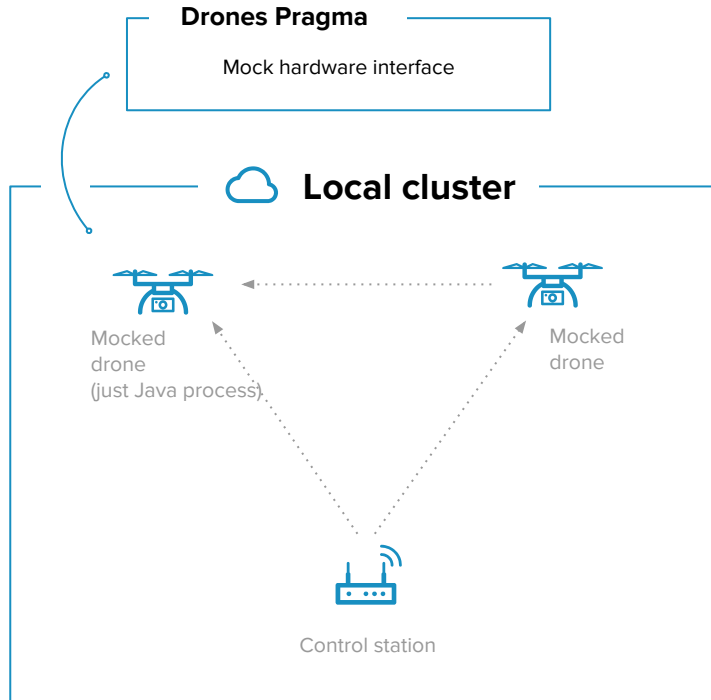 Drones Pragma
Mock hardware interface
Local cluster
Mocked
drone
(just Java process)
Mocked
drone
Control station